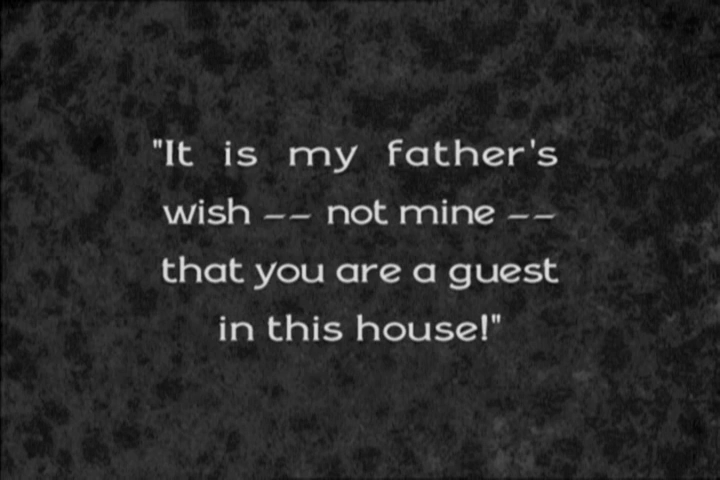 "It is my father's
wish -- not mine --
that you are a guest
in this house!"